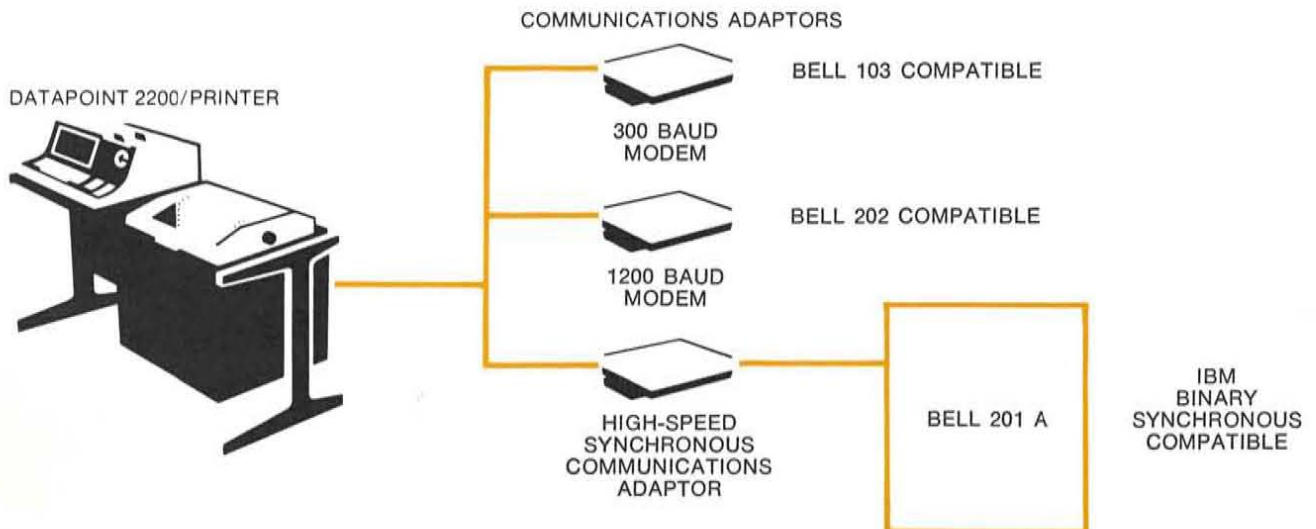 COMMUNICATIONS ADAPTORS
DATAPOINT 2200/PRINTER
BELL 103 COMPATIBLE
300 BAUD
MODEM
BELL 202 COMPATIBLE
1200 BAUD
MODEM
HIGH-SPEED
SYNCHRONOUS
COMMUNICATIONS
ADAPTOR
BELL 201 A
IBM
BINARY
SYNCHRONOUS
COMPATIBLE